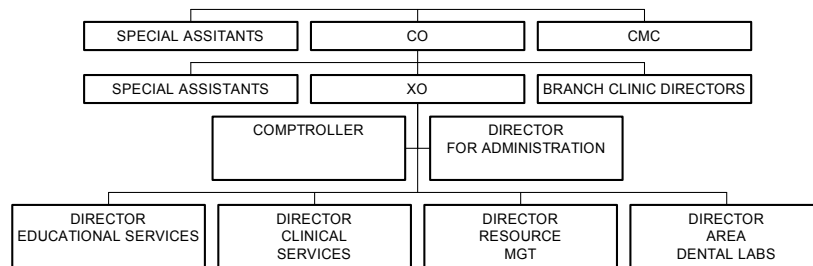 SPECIAL ASSITANTS
CO
CMC
SPECIAL ASSISTANTS
XO
BRANCH CLINIC DIRECTORS
COMPTROLLER
DIRECTOR
FOR ADMINISTRATION
DIRECTOR
EDUCATIONAL SERVICES
DIRECTOR
CLINICAL
SERVICES
DIRECTOR
RESOURCE
MGT
DIRECTOR
AREA
DENTAL LABS